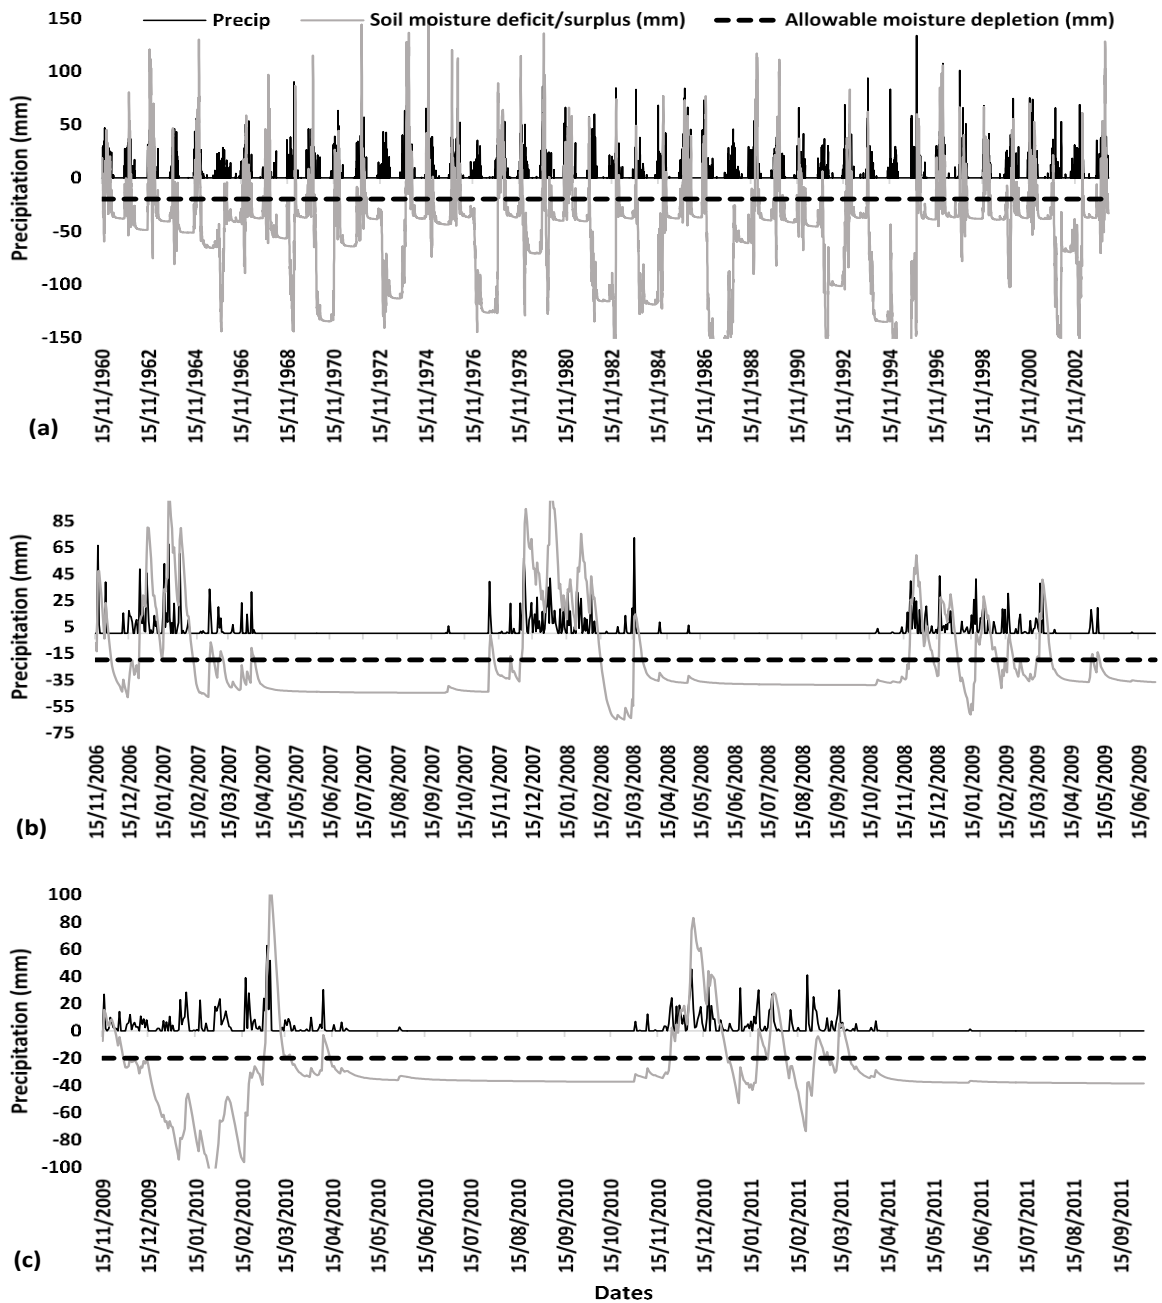 Precip Soil moisture deficit/surplus (mm) Allowable moisture depletion (mm)
Precipitation (mm)
150
100
50
0
-50
-100
-150
15/11/1960 15/11/1962 15/11/1964 15/11/1966 15/11/1968 15/11/1970 15/11/1972 15/11/1974 15/11/1976 15/11/1978 15/11/1980 15/11/1982 15/11/1984 15/11/1986 15/11/1988 15/11/1990 15/11/1992 15/11/1994 15/11/1996 15/11/1998 15/11/2000 15/11/2002
(a)
Precipitation (mm)
85
65
45
25
5
-15
-35
-55
-75
15/11/2006 15/12/2006 15/01/2007 15/02/2007 15/03/2007 15/04/2007 15/05/2007 15/06/2007 15/07/2007 15/08/2007 15/09/2007 15/10/2007 15/11/2007 15/12/2007 15/01/2008 15/02/2008 15/03/2008 15/04/2008 15/05/2008 15/06/2008 15/07/2008 15/08/2008 15/09/2008 15/10/2008 15/11/2008 15/12/2008 15/01/2009 15/02/2009 15/03/2009 15/04/2009 15/05/2009 15/06/2009
(b)
Precipitation (mm)
100
80
60
40
20
0
-20
-40
-60
-80
-100
15/11/2009 15/12/2009 15/01/2010 15/02/2010 15/03/2010 15/04/2010 15/05/2010 15/06/2010 15/07/2010 15/08/2010 15/09/2010 15/10/2010 15/11/2010 15/12/2010 15/01/2011 15/02/2011 15/03/2011 15/04/2011 15/05/2011 15/06/2011 15/07/2011 15/08/2011 15/09/2011
(c)
Dates